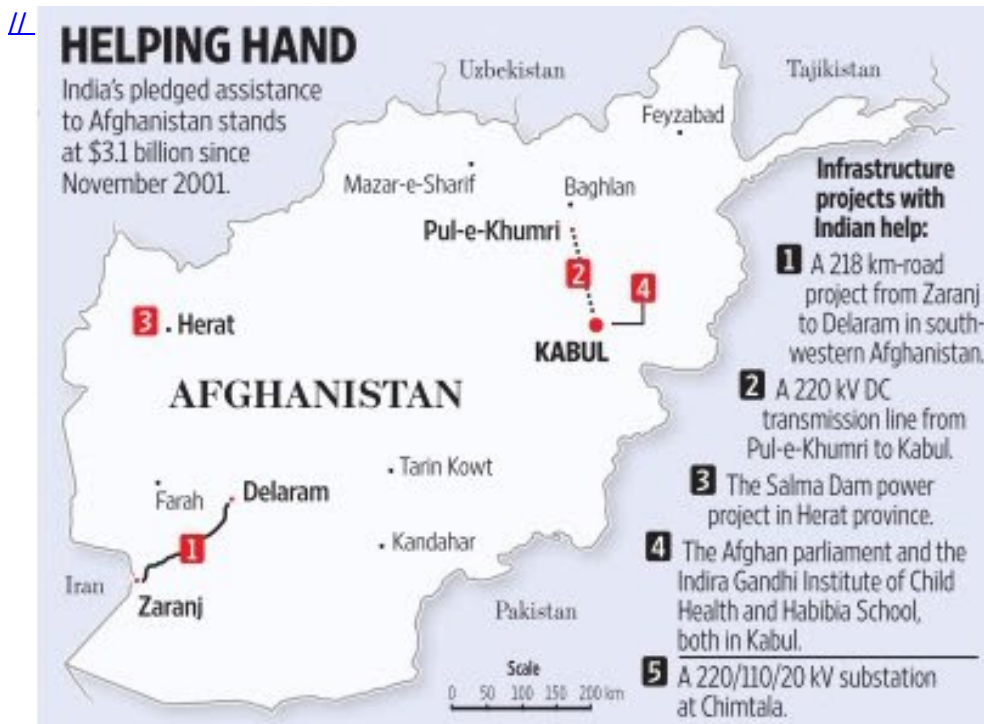 //
HELPING HAND
India's pledged assistance
to Afghanistan stands
at $3.1 billion since
November 2001.
Uzbekistan
Tajikistan
Feyzabad
Mazar-e-Sharif
Baghlan
Pul-e-Khumri
2
4
3
Herat
KABUL
AFGHANISTAN
Tarin Kowt
Farah
Delaram
1
Kandahar
Iran
Zaranj
Pakistan
Scale
0 50 100 150 200 km
Infrastructure
projects with
Indian help:
1 A 218 km-road
project from Zaranj
to Delaram in south-
western Afghanistan.
2 A 220 kV DC
transmission line from
Pul-e-Khumri to Kabul.
3 The Salma Dam power
project in Herat province.
4 The Afghan parliament and the
Indira Gandhi Institute of Child
Health and Habibia School,
both in Kabul.
5 A 220/110/20 kV substation
at Chimtala.